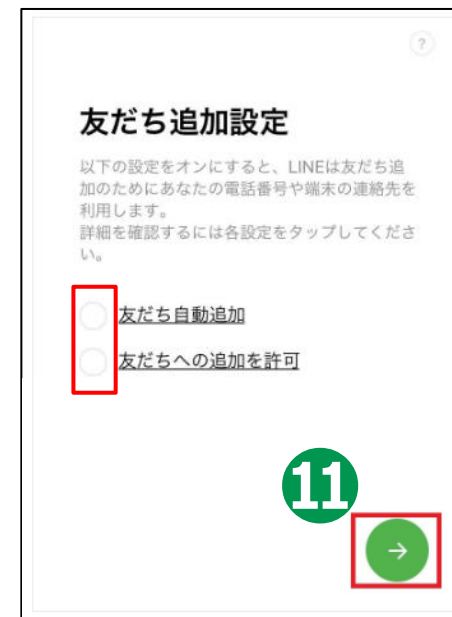 ?
友だち追加設定
以下の設定をオンにすると、LINEは友だち追
加のためにあなたの電話番号や端末の連絡先を
利用します。
詳細を確認するには各設定をタップしてくださ
い。
友だち自動追加
友だちへの追加を許可
11
→